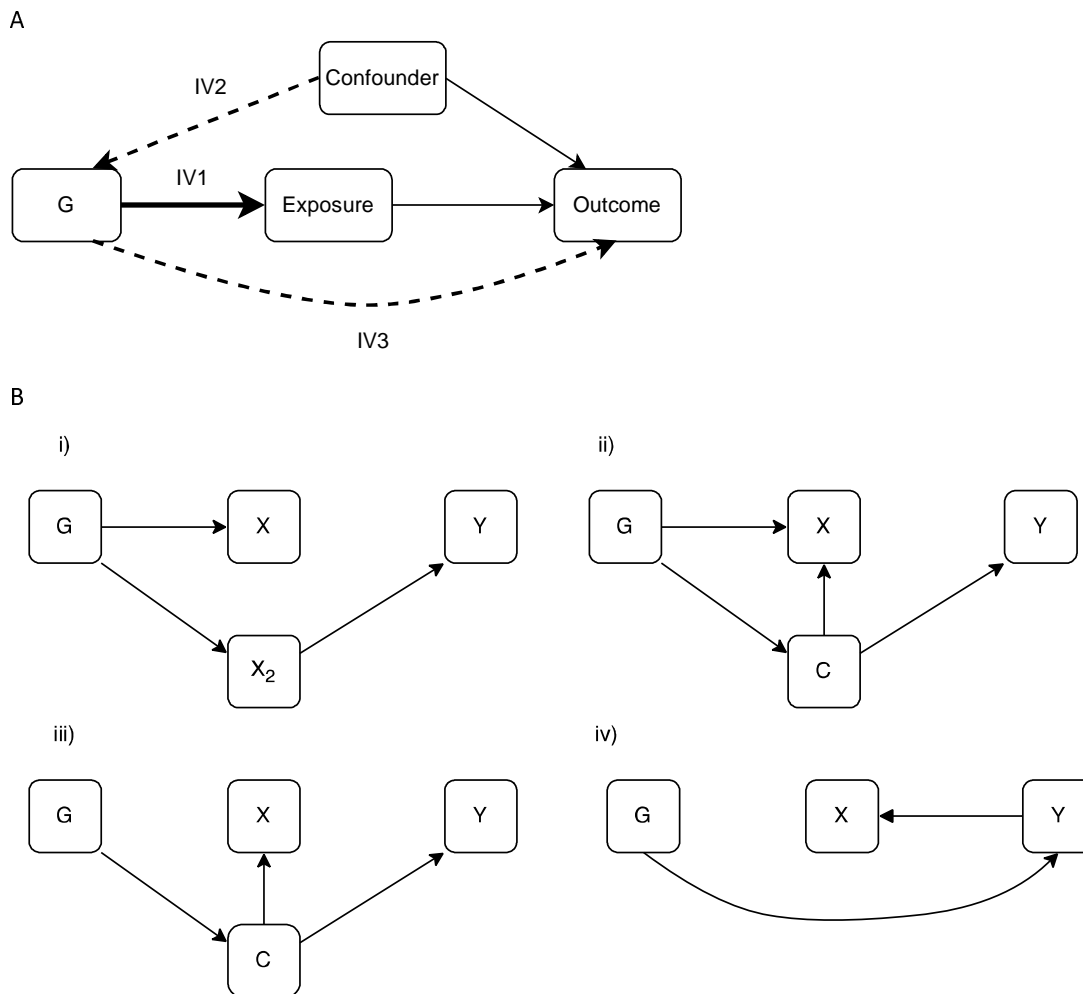 A
Confounder
IV2
IV1
G
Exposure
Outcome
IV3
B
i)
ii)
G
X
Y
G
X
Y
X₂
C
iii)
iv)
G
X
Y
G
X
Y
C